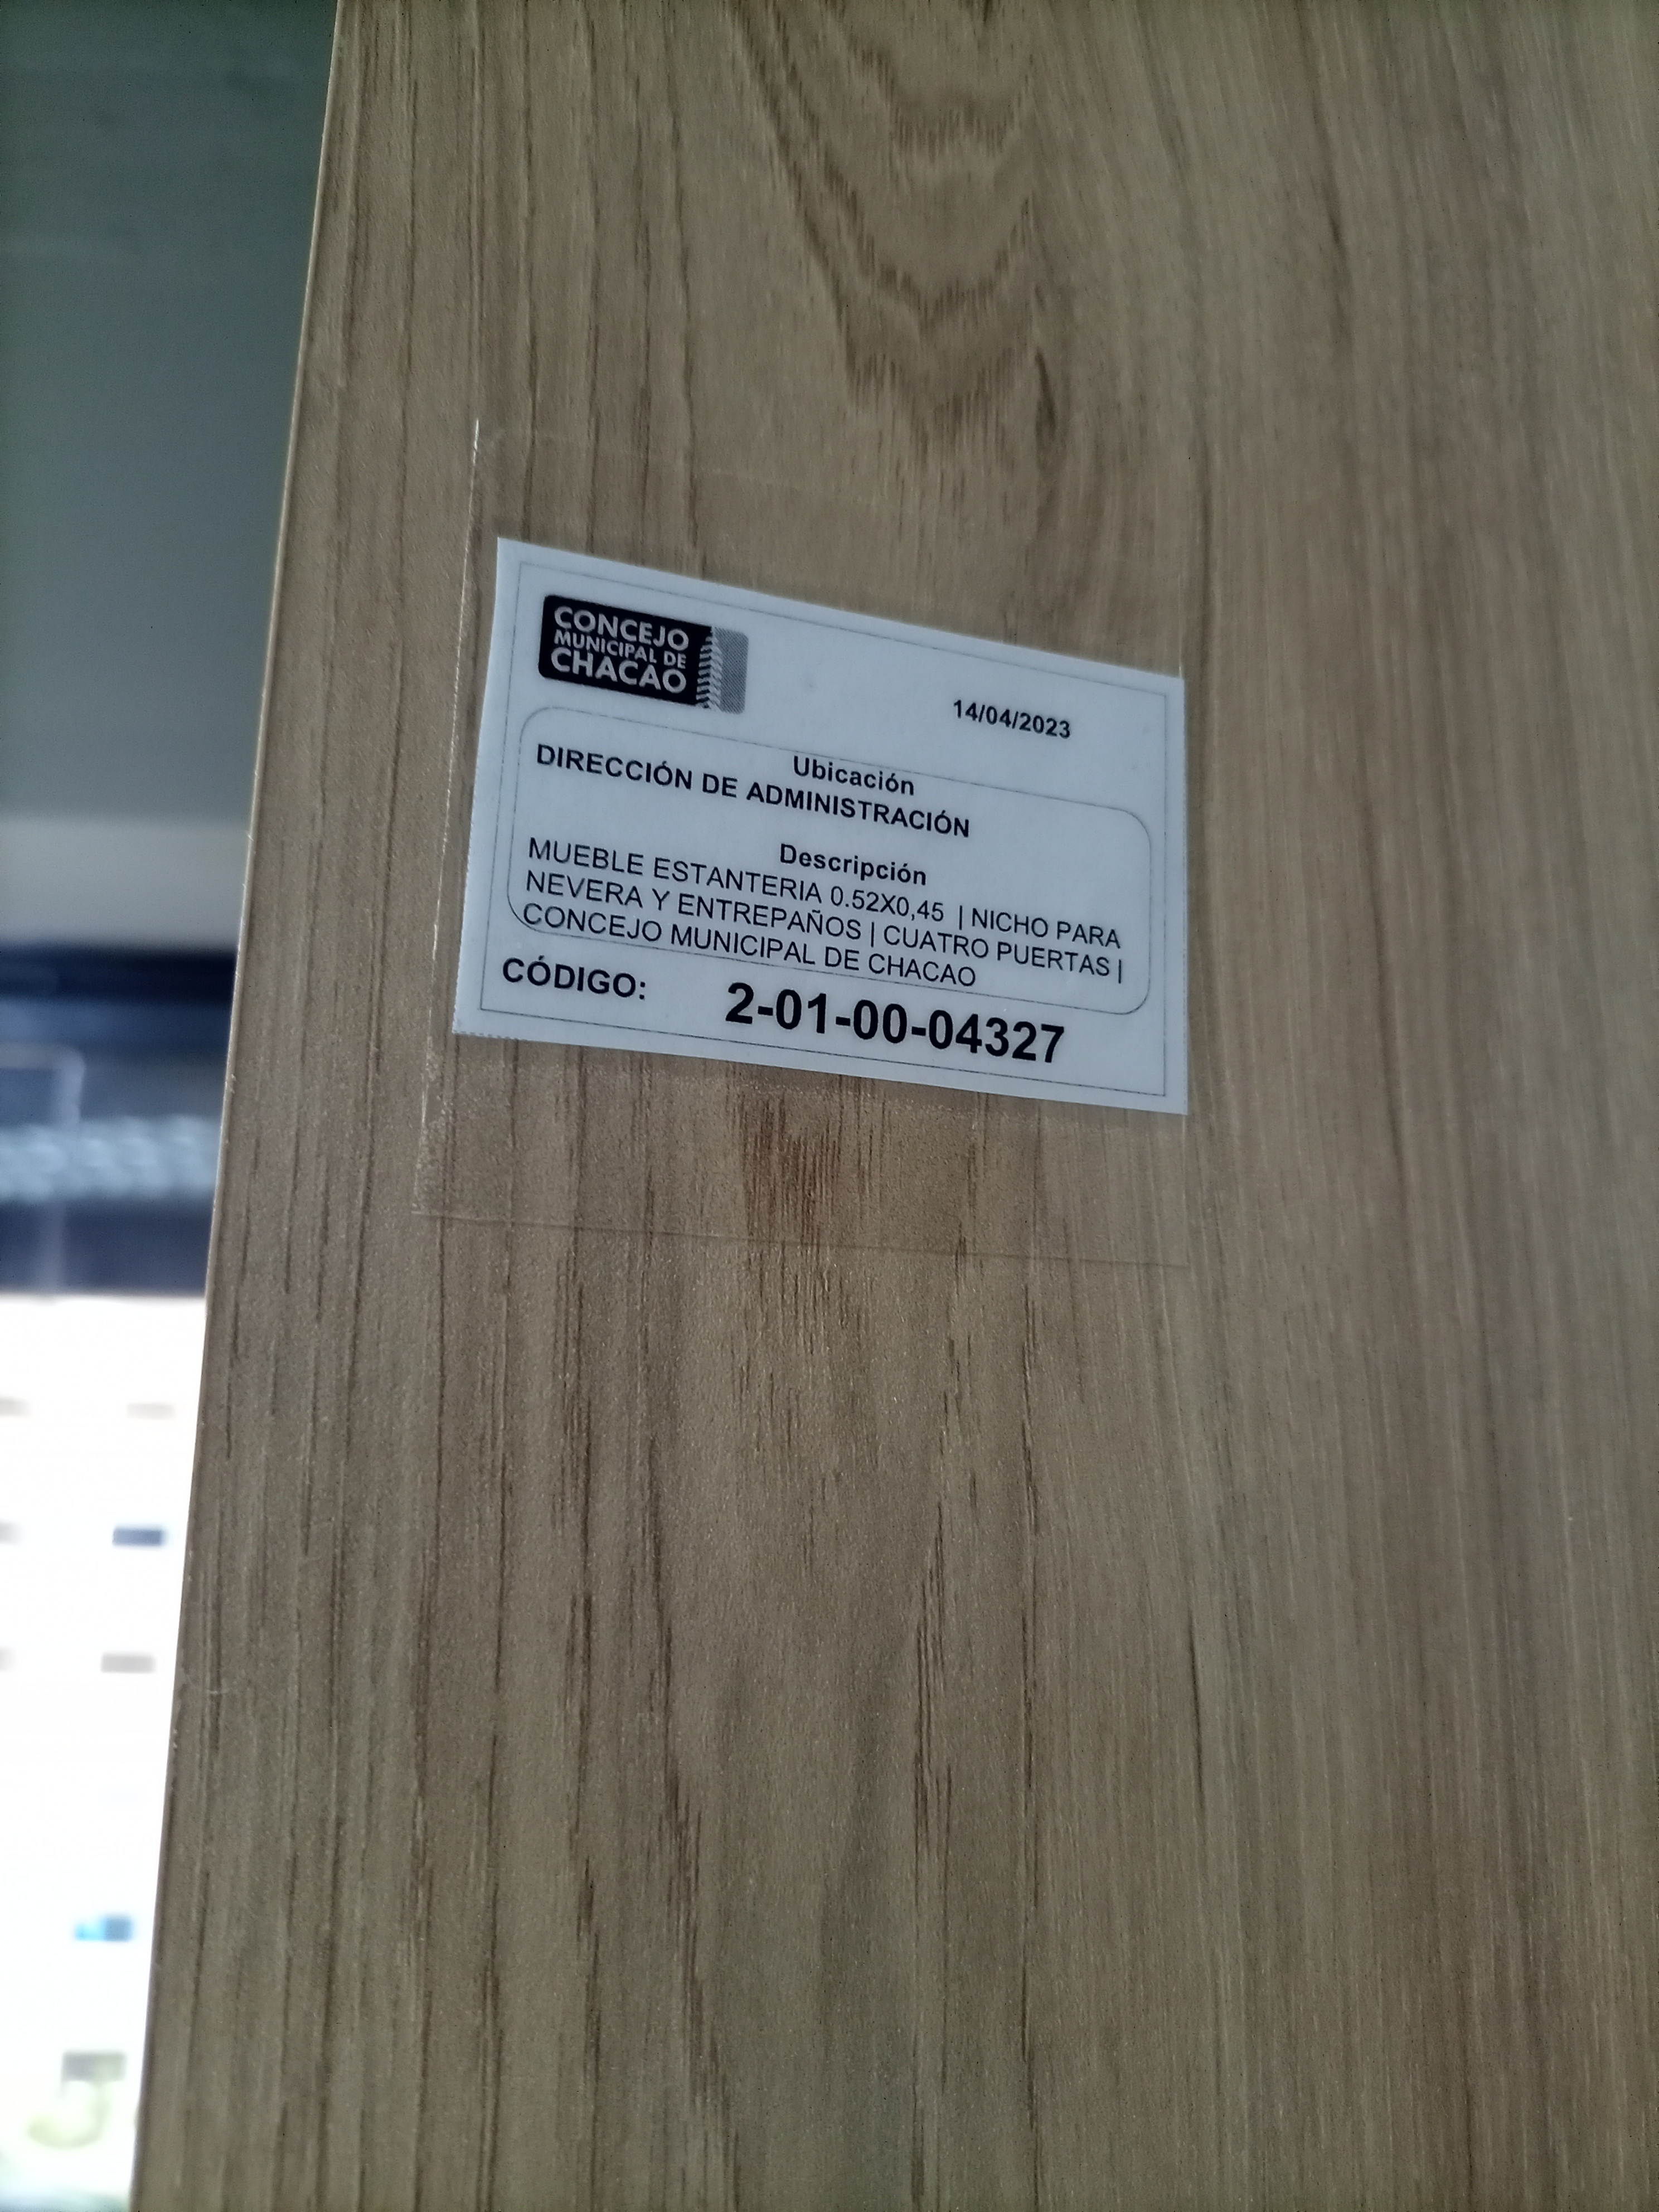 CONCEJO
MUNICIPAL DE
CHACAO
14/04/2023
Ubicación
DIRECCIÓN DE ADMINISTRACIÓN
Descripción
MUEBLE ESTANTERIA 0.52X0,45 | NICHO PARA
NEVERA Y ENTREPAÑOS | CUATRO PUERTAS |
CONCEJO MUNICIPAL DE CHACAO
CÓDIGO: 2-01-00-04327